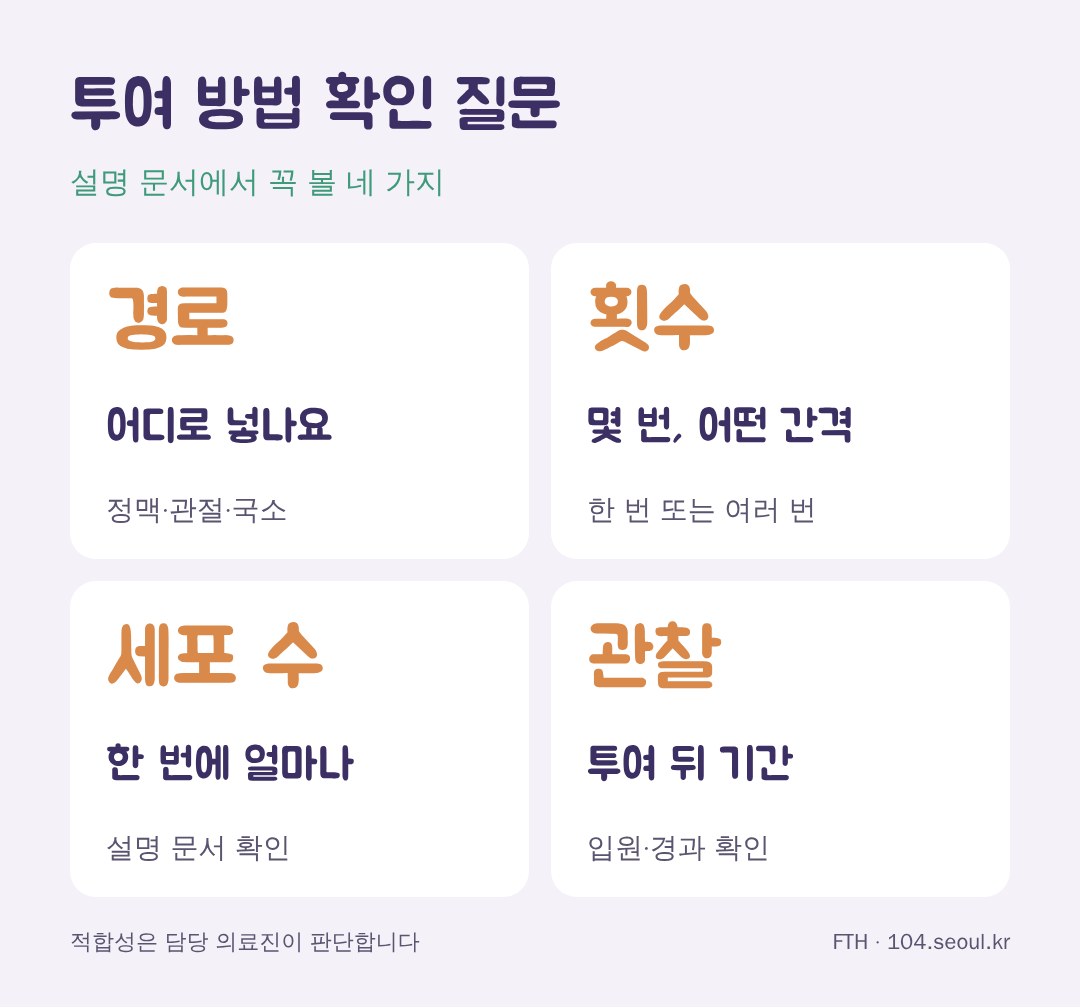 투여 방법 확인 질문
설명 문서에서 꼭 볼 네 가지
경로
어디로 넣나요
정맥·관절·국소
횟수
몇 번, 어떤 간격
한 번 또는 여러 번
세포 수
한 번에 얼마나
설명 문서 확인
관찰
투여 뒤 기간
입원·경과 확인
적합성은 담당 의료진이 판단합니다
FTH · 104.seoul.kr